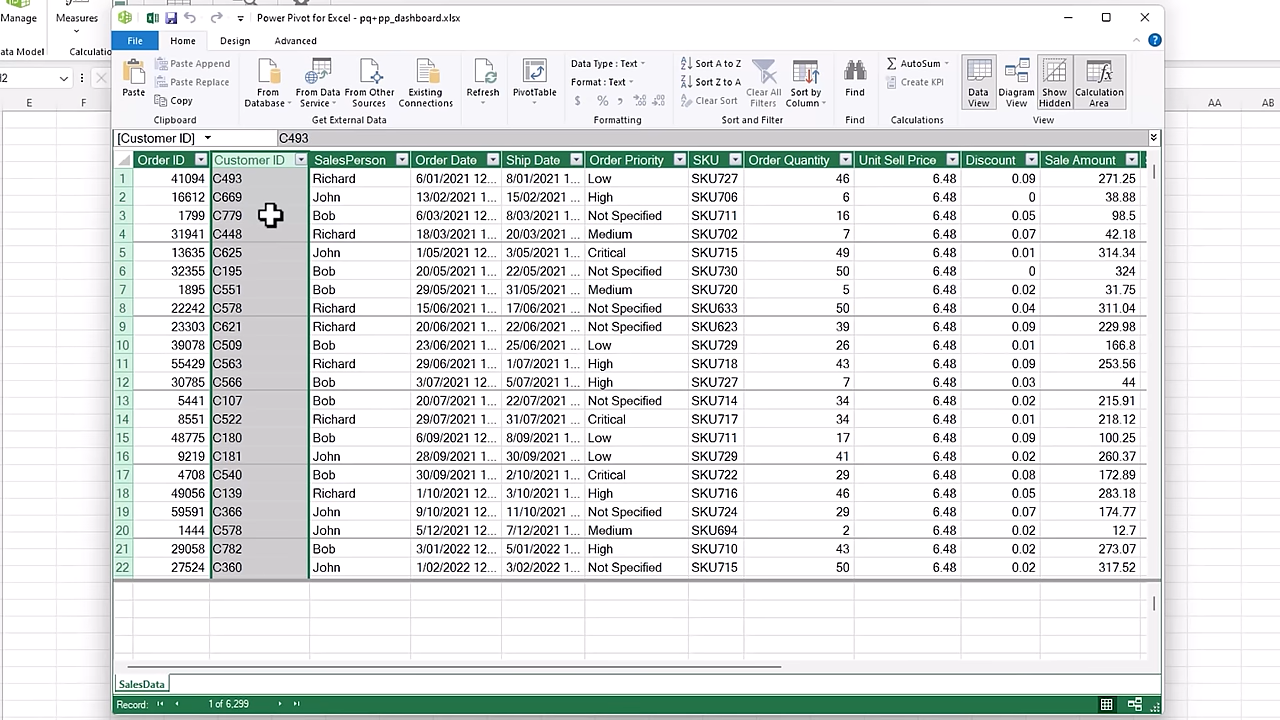 Manage
Measures
ata Model
Calculatio
Power Pivot for Excel - pq+pp_dashboard.xlsx
File
Home
Design
Advanced
Paste
Paste Append
Paste Replace
Copy
Clipboard
From Database
From Data Service
From Other Sources
Existing Connections
Get External Data
Refresh
PivotTable
Data Type : Text
Format : Text
$ % ,
Formatting
Sort A to Z
Sort Z to A
Clear Sort
Clear All Filters
Sort by Column
Sort and Filter
Find
Find
AutoSum
Create KPI
Calculations
Data View
Diagram View
Show Hidden
Calculation Area
View
E F AA AB
[Customer ID] C493
Order ID Customer ID SalesPerson Order Date Ship Date Order Priority SKU Order Quantity Unit Sell Price Discount Sale Amount
1 41094 C493 Richard 6/01/2021 12... 8/01/2021 1... Low SKU727 46 6.48 0.09 271.25
2 16612 C669 John 13/02/2021 1... 15/02/2021 1... High SKU706 6 6.48 0 38.88
3 1799 C779 Bob 6/03/2021 12... 8/03/2021 1... Not Specified SKU711 16 6.48 0.05 98.5
4 31941 C448 Richard 18/03/2021 1... 20/03/2021 1... Medium SKU702 7 6.48 0.07 42.18
5 13635 C625 John 1/05/2021 12... 3/05/2021 1... Critical SKU715 49 6.48 0.01 314.34
6 32355 C195 Bob 20/05/2021 1... 22/05/2021 1... Not Specified SKU730 50 6.48 0 324
7 1895 C551 Bob 29/05/2021 1... 31/05/2021 1... Medium SKU720 5 6.48 0.02 31.75
8 22242 C578 Richard 15/06/2021 1... 17/06/2021 1... Not Specified SKU633 50 6.48 0.04 311.04
9 23303 C621 Richard 20/06/2021 1... 22/06/2021 1... Not Specified SKU623 39 6.48 0.09 229.98
10 39078 C509 Bob 23/06/2021 1... 25/06/2021 1... Low SKU729 26 6.48 0.01 166.8
11 55429 C563 Richard 29/06/2021 1... 1/07/2021 1... High SKU718 43 6.48 0.09 253.56
12 30785 C566 Bob 3/07/2021 12... 5/07/2021 1... High SKU727 7 6.48 0.03 44
13 5441 C107 Bob 20/07/2021 1... 22/07/2021 1... Not Specified SKU714 34 6.48 0.02 215.91
14 8551 C522 Richard 29/07/2021 1... 31/07/2021 1... Critical SKU717 34 6.48 0.01 218.12
15 48775 C180 Bob 6/09/2021 12... 8/09/2021 1... Low SKU711 17 6.48 0.09 100.25
16 9219 C181 John 28/09/2021 1... 30/09/2021 1... Low SKU729 41 6.48 0.02 260.37
17 4708 C540 Bob 30/09/2021 1... 2/10/2021 1... Critical SKU722 29 6.48 0.08 172.89
18 49056 C139 Richard 1/10/2021 12... 3/10/2021 1... High SKU716 46 6.48 0.05 283.18
19 59591 C366 John 9/10/2021 12... 11/10/2021 1... Not Specified SKU724 29 6.48 0.07 174.77
20 1444 C578 John 5/12/2021 12... 7/12/2021 1... Medium SKU694 2 6.48 0.02 12.7
21 29058 C782 Bob 3/01/2022 12... 5/01/2022 1... High SKU710 43 6.48 0.02 273.07
22 27524 C360 John 1/02/2022 12... 3/02/2022 1... Not Specified SKU715 50 6.48 0.02 317.52
SalesData
Record: 1 of 6,299